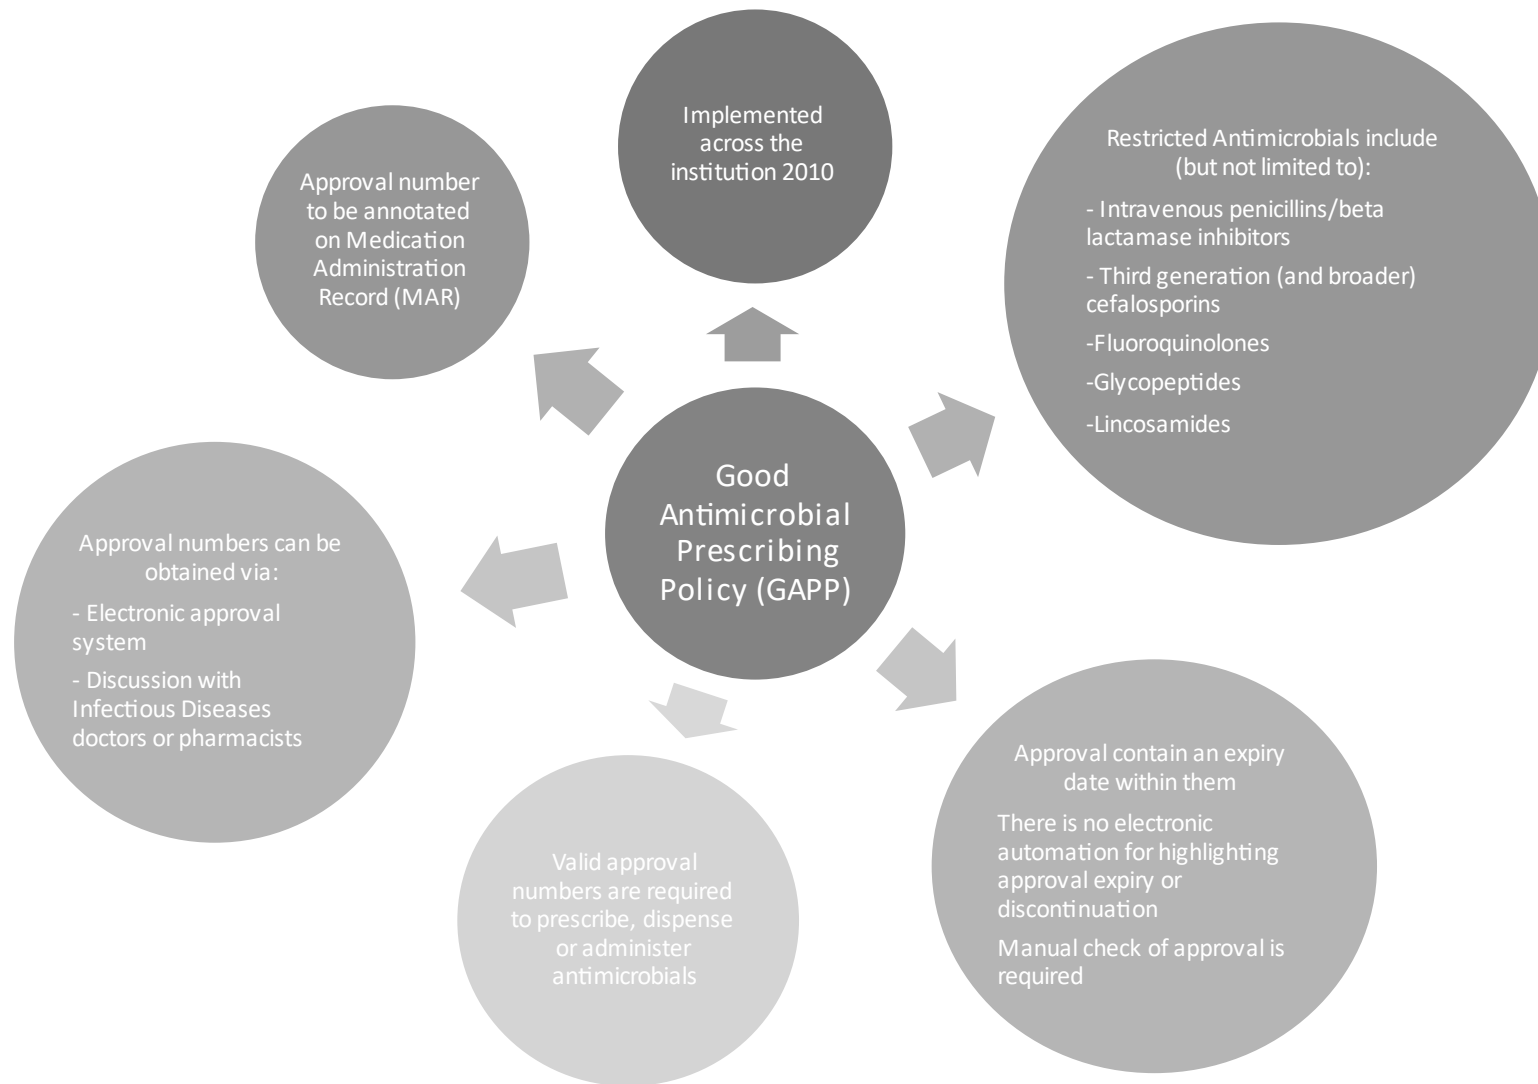 Implemented
across the
institution 2010
Restricted Antimicrobials include
(but not limited to):
- Intravenous penicillins/beta
lactamase inhibitors
- Third generation (and broader)
cefalosporins
-Fluoroquinolones
-Glycopeptides
-Lincosamides
Approval number
to be annotated
on Medication
Administration
Record (MAR)
Good
Antimicrobial
Prescribing
Policy (GAPP)
Approval numbers can be
obtained via:
- Electronic approval
system
- Discussion with
Infectious Diseases
doctors or pharmacists
Approval contain an expiry
date within them
There is no electronic
automation for highlighting
approval expiry or
discontinuation
Manual check of approval is
required
Valid approval
numbers are required
to prescribe, dispense
or administer
antimicrobials